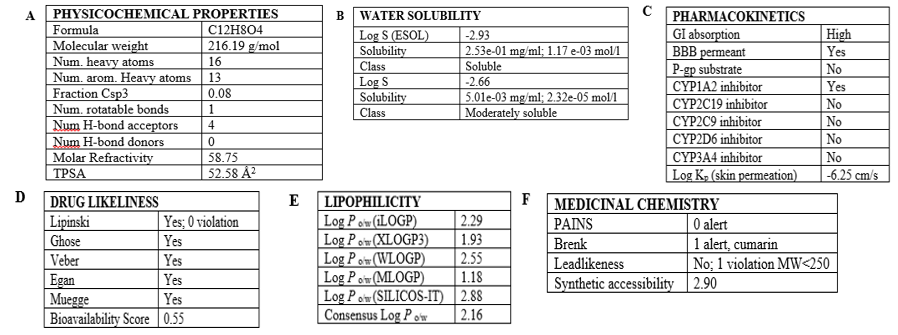 A
PHYSICOCHEMICAL PROPERTIES
Formula C12H8O4
Molecular weight 216.19 g/mol
Num. heavy atoms 16
Num. arom. Heavy atoms 13
Fraction Csp3 0.08
Num. rotatable bonds 1
Num H-bond acceptors 4
Num H-bond donors 0
Molar Refractivity 58.75
TPSA 52.58 Å²
B
WATER SOLUBILITY
Log S (ESOL) -2.93
Solubility 2.53e-01 mg/ml; 1.17 e-03 mol/l
Class Soluble
Log S -2.66
Solubility 5.01e-03 mg/ml; 2.32e-05 mol/l
Class Moderately soluble
C
PHARMACOKINETICS
GI absorption High
BBB permeant Yes
P-gp substrate No
CYP1A2 inhibitor Yes
CYP2C19 inhibitor No
CYP2C9 inhibitor No
CYP2D6 inhibitor No
CYP3A4 inhibitor No
Log Kp (skin permeation) -6.25 cm/s
D
DRUG LIKELINESS
Lipinski Yes; 0 violation
Ghose Yes
Veber Yes
Egan Yes
Muegge Yes
Bioavailability Score 0.55
E
LIPOPHILICITY
Log P o/w (iLOGP) 2.29
Log P o/w (XLOGP3) 1.93
Log P o/w (WLOGP) 2.55
Log P o/w (MLOGP) 1.18
Log P o/w (SILICOS-IT) 2.88
Consensus Log P o/w 2.16
F
MEDICINAL CHEMISTRY
PAINS 0 alert
Brenk 1 alert, cumarin
Leadlikeness No; 1 violation MW<250
Synthetic accessibility 2.90